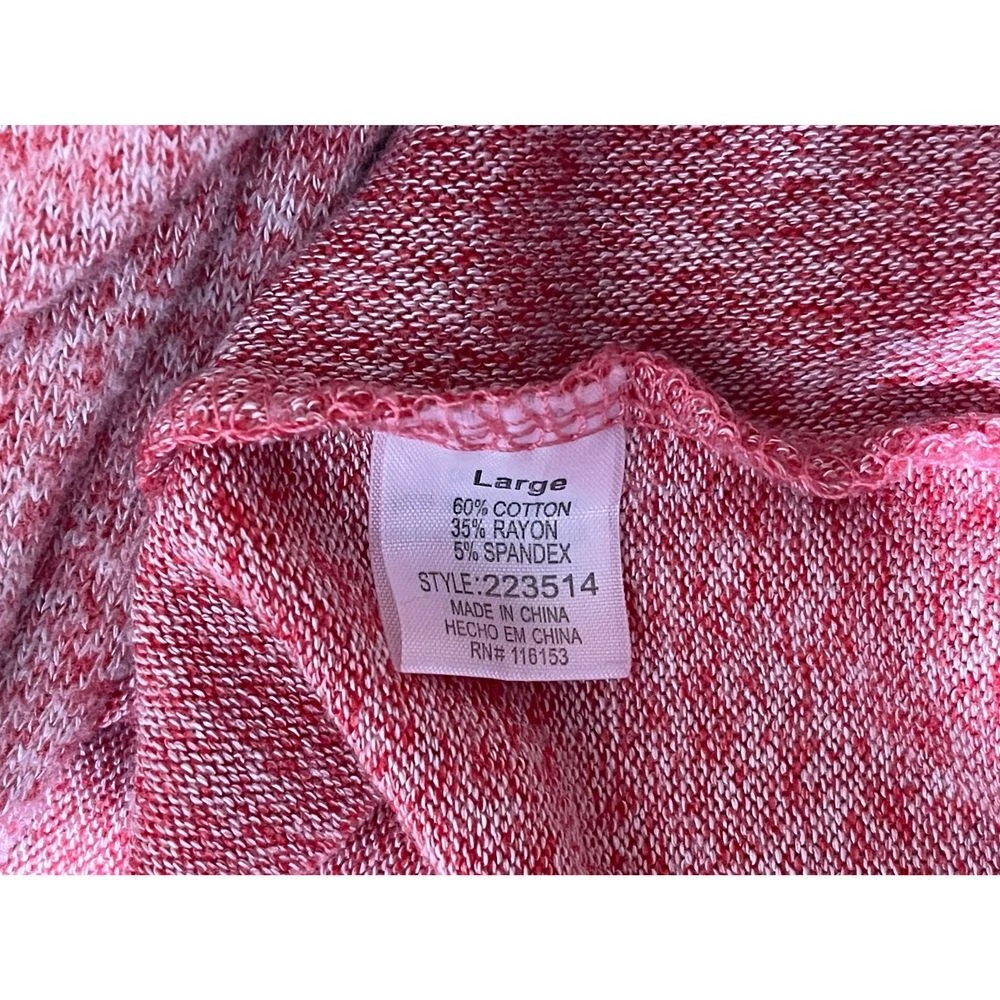 Large
60% COTTON
35% RAYON
5% SPANDEX
STYLE:223514
MADE IN CHINA
HECHO EM CHINA
RN# 116153